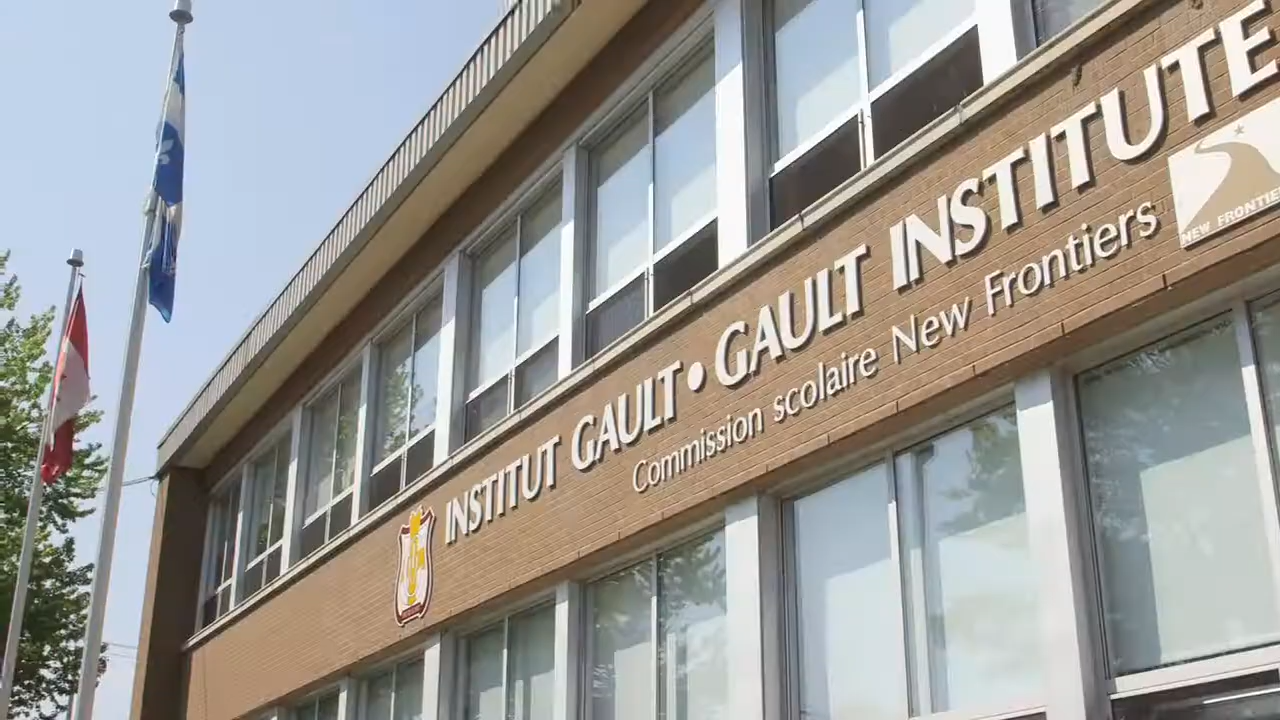 INSTITUT GAULT • GAULT INSTITUTE
Commission scolaire New Frontiers
NEW FRONTIE